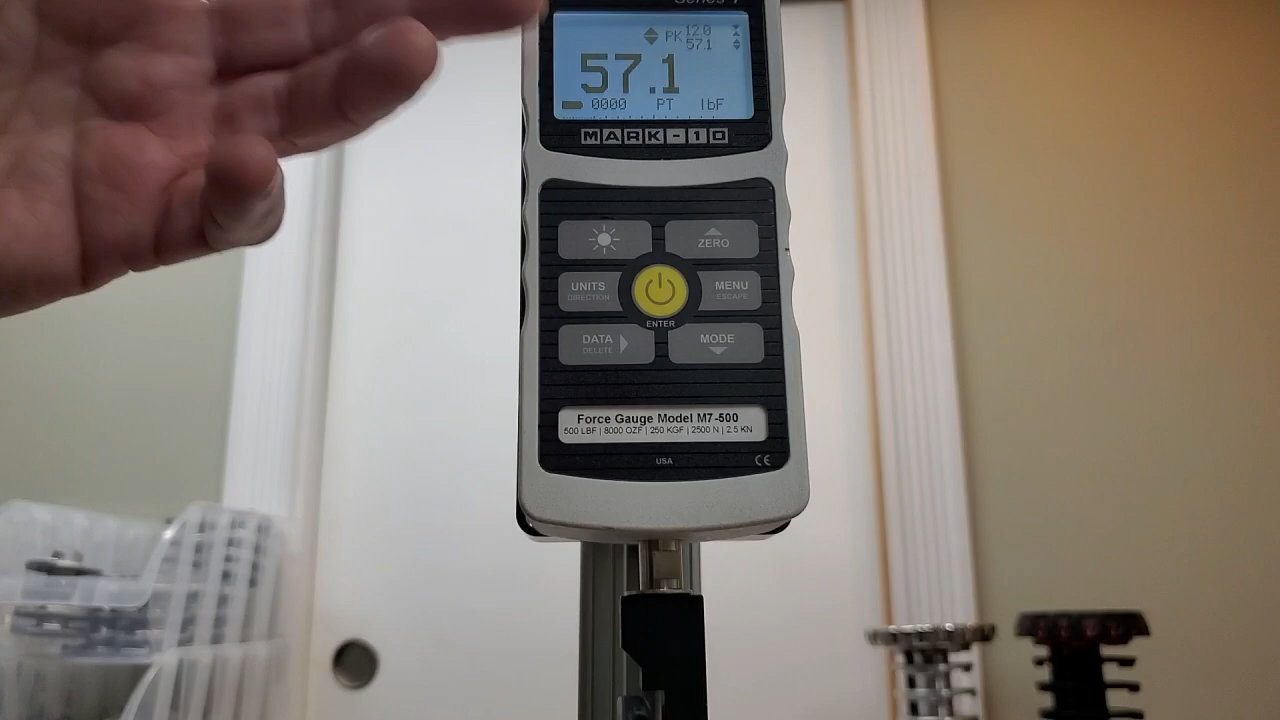 Series 7
PK 12.0
57.1
57.1
0000 PT lbF
MARK-10
ZERO
UNITS
DIRECTION
MENU
ESCAPE
ENTER
DATA
DELETE
MODE
Force Gauge Model M7-500
500 LBF | 8000 OZF | 250 KGF | 2500 N | 2.5 KN
USA
CE